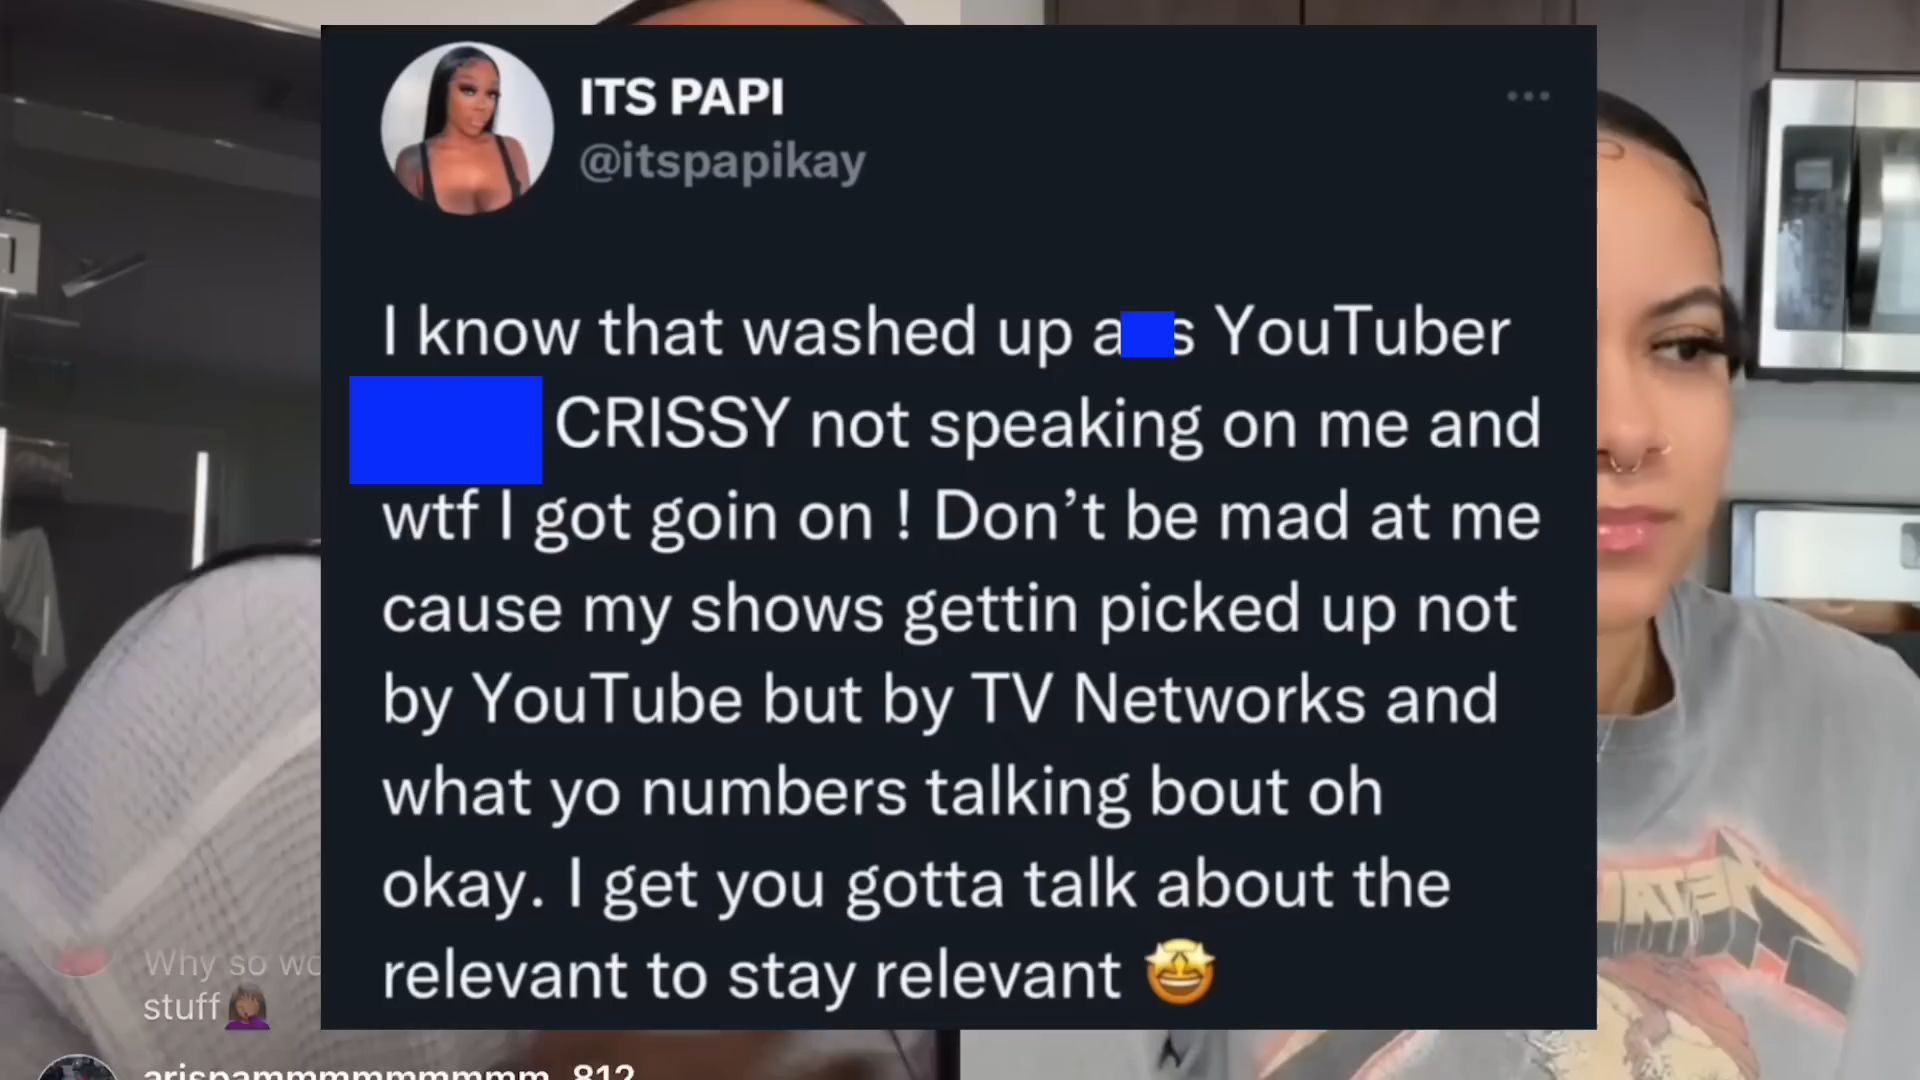 ITS PAPI
@itspapikay
I know that washed up a s YouTuber
CRISSY not speaking on me and
wtf I got goin on ! Don’t be mad at me
cause my shows gettin picked up not
by YouTube but by TV Networks and
what yo numbers talking bout oh
okay. I get you gotta talk about the
relevant to stay relevant 🤩
Why so
stuff🤦🏾‍♀️